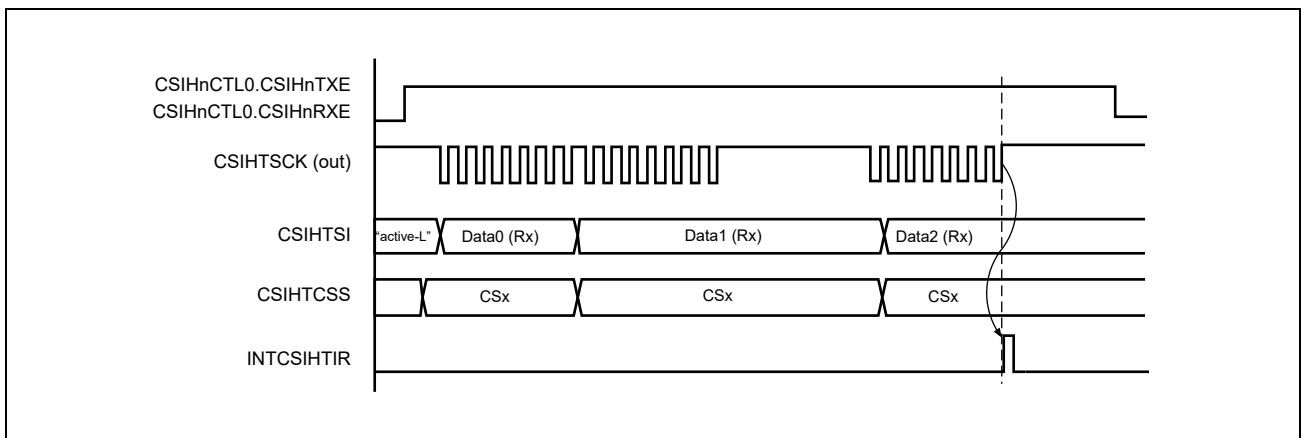 CSIHnCTL0.CSIHnTXE
CSIHnCTL0.CSIHnRXE
CSIHTSCK (out)
CSIHTSI "active-L" Data0 (Rx) Data1 (Rx) Data2 (Rx)
CSIHTCSS CSx CSx CSx
INTCSIHTIR